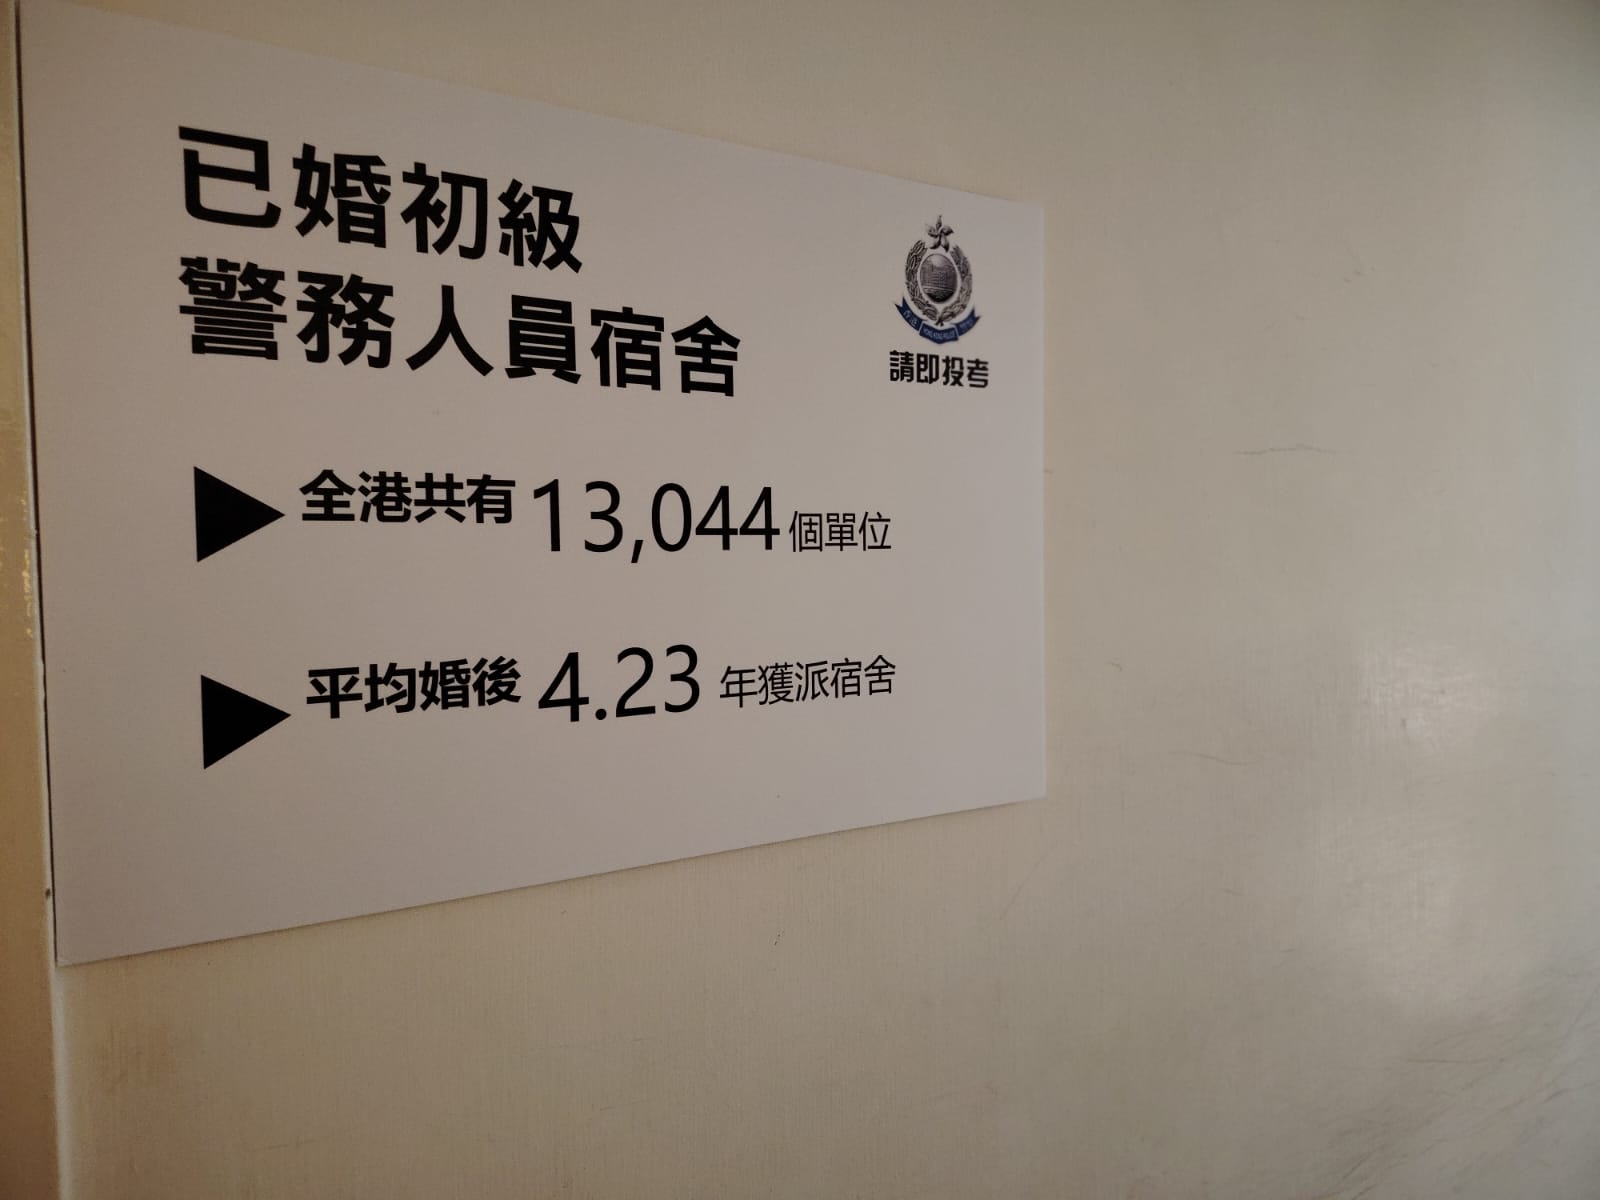 已婚初級
警務人員宿舍
請即投考
全港共有 13,044 個單位
平均婚後 4.23 年獲派宿舍